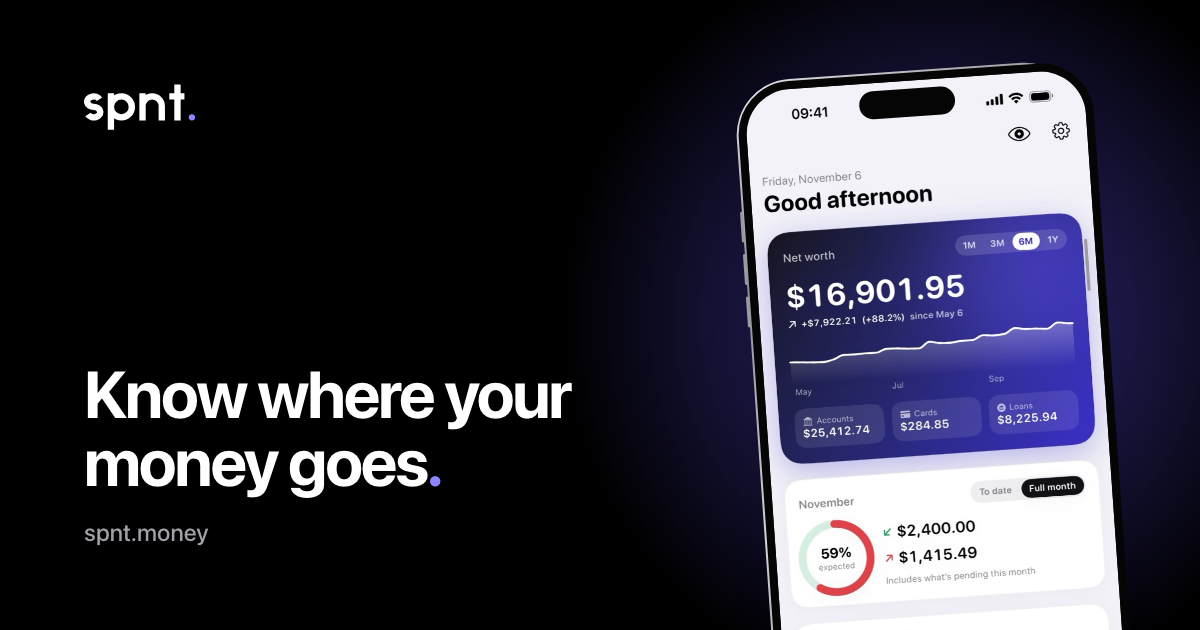 spnt.
Know where your
money goes.
spnt.money
09:41
Friday, November 6
Good afternoon
Net worth
1M 3M 6M 1Y
$16,901.95
+$7,922.21 (+88.2%) since May 6
May Jul Sep
Accounts
$25,412.74
Cards
$284.85
Loans
$8,225.94
November
To date Full month
59%
expected
$2,400.00
$1,415.49
Includes what's pending this month